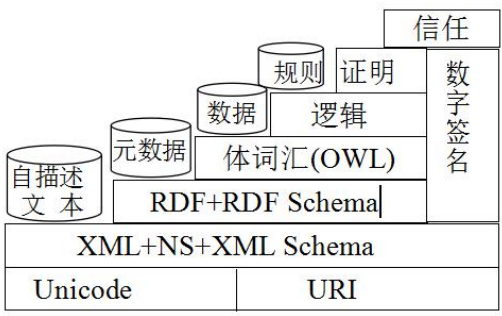 信任
规则
证明
数字签名
数据
逻辑
元数据
体词汇(OWL)
自描述
文 本
RDF+RDF Schema
XML+NS+XML Schema
Unicode
URI